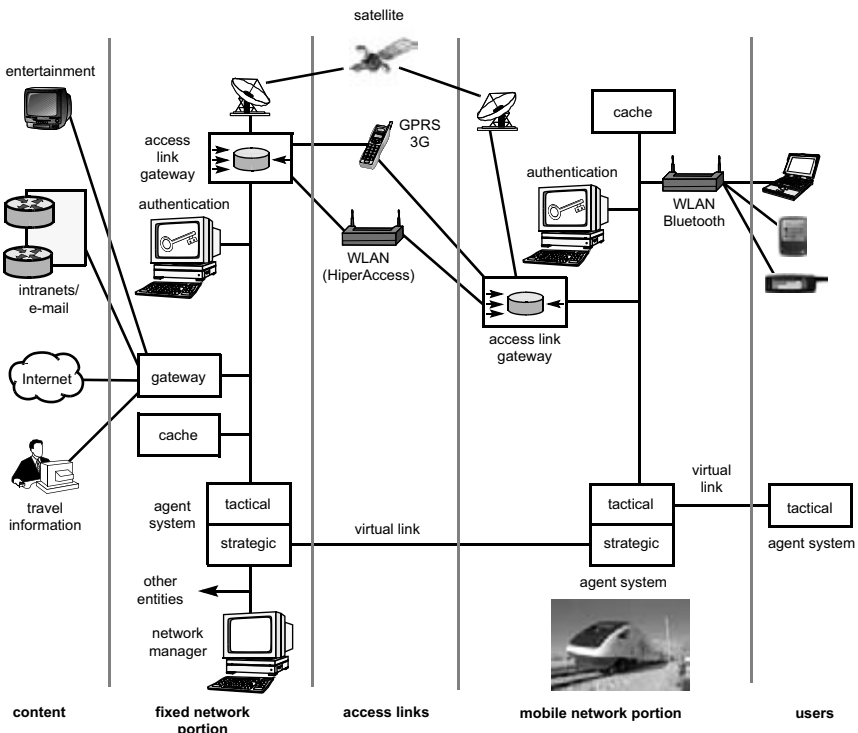 satellite
entertainment
cache
GPRS
3G
access
link
gateway
authentication
authentication
WLAN
Bluetooth
WLAN
(HiperAccess)
intranets/
e-mail
access link
gateway
Internet
gateway
cache
virtual
link
agent
system
tactical
tactical
tactical
travel
information
virtual link
strategic
strategic
agent system
agent system
other
entities
network
manager
content
fixed network
portion
access links
mobile network portion
users